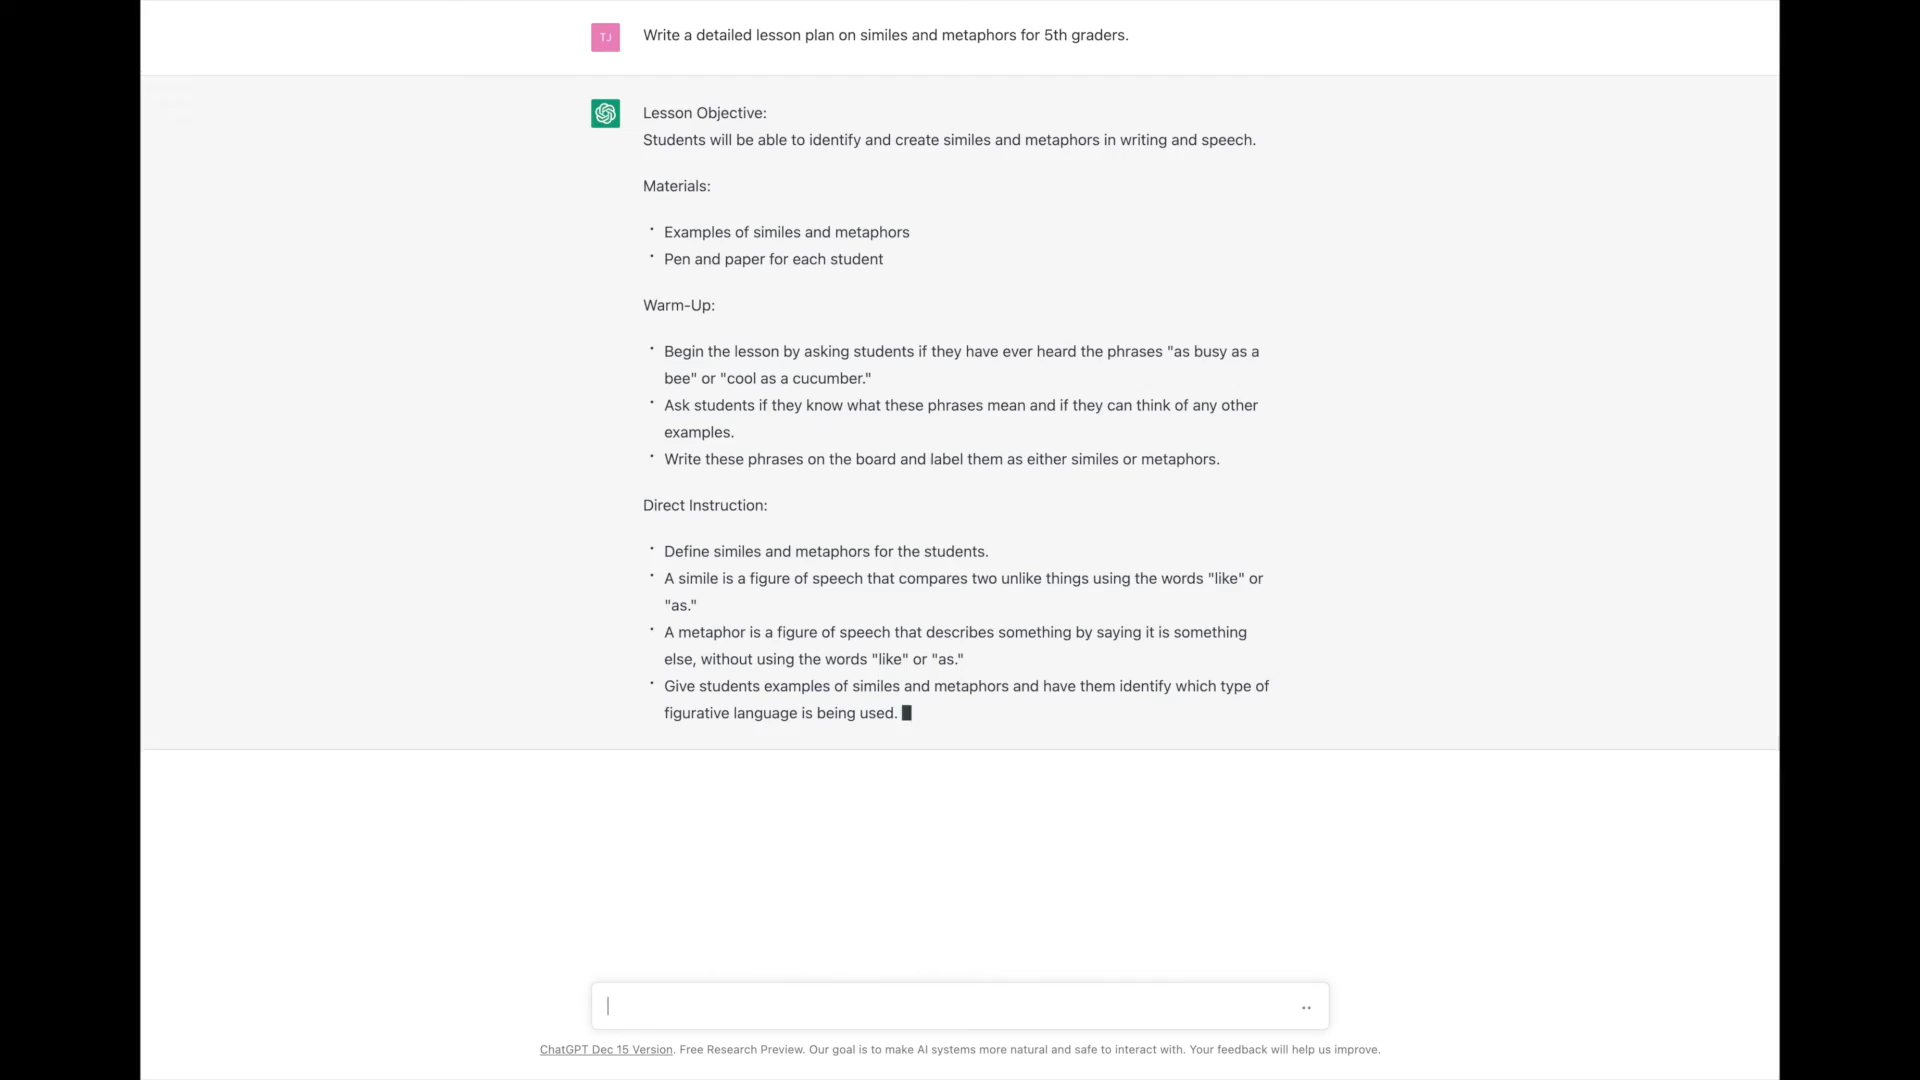 TJ
Write a detailed lesson plan on similes and metaphors for 5th graders.
Lesson Objective:
Students will be able to identify and create similes and metaphors in writing and speech.
Materials:
• Examples of similes and metaphors
• Pen and paper for each student
Warm-Up:
• Begin the lesson by asking students if they have ever heard the phrases "as busy as a
bee" or "cool as a cucumber."
• Ask students if they know what these phrases mean and if they can think of any other
examples.
• Write these phrases on the board and label them as either similes or metaphors.
Direct Instruction:
• Define similes and metaphors for the students.
• A simile is a figure of speech that compares two unlike things using the words "like" or
"as."
• A metaphor is a figure of speech that describes something by saying it is something
else, without using the words "like" or "as."
• Give students examples of similes and metaphors and have them identify which type of
figurative language is being used.
ChatGPT Dec 15 Version. Free Research Preview. Our goal is to make AI systems more natural and safe to interact with. Your feedback will help us improve.